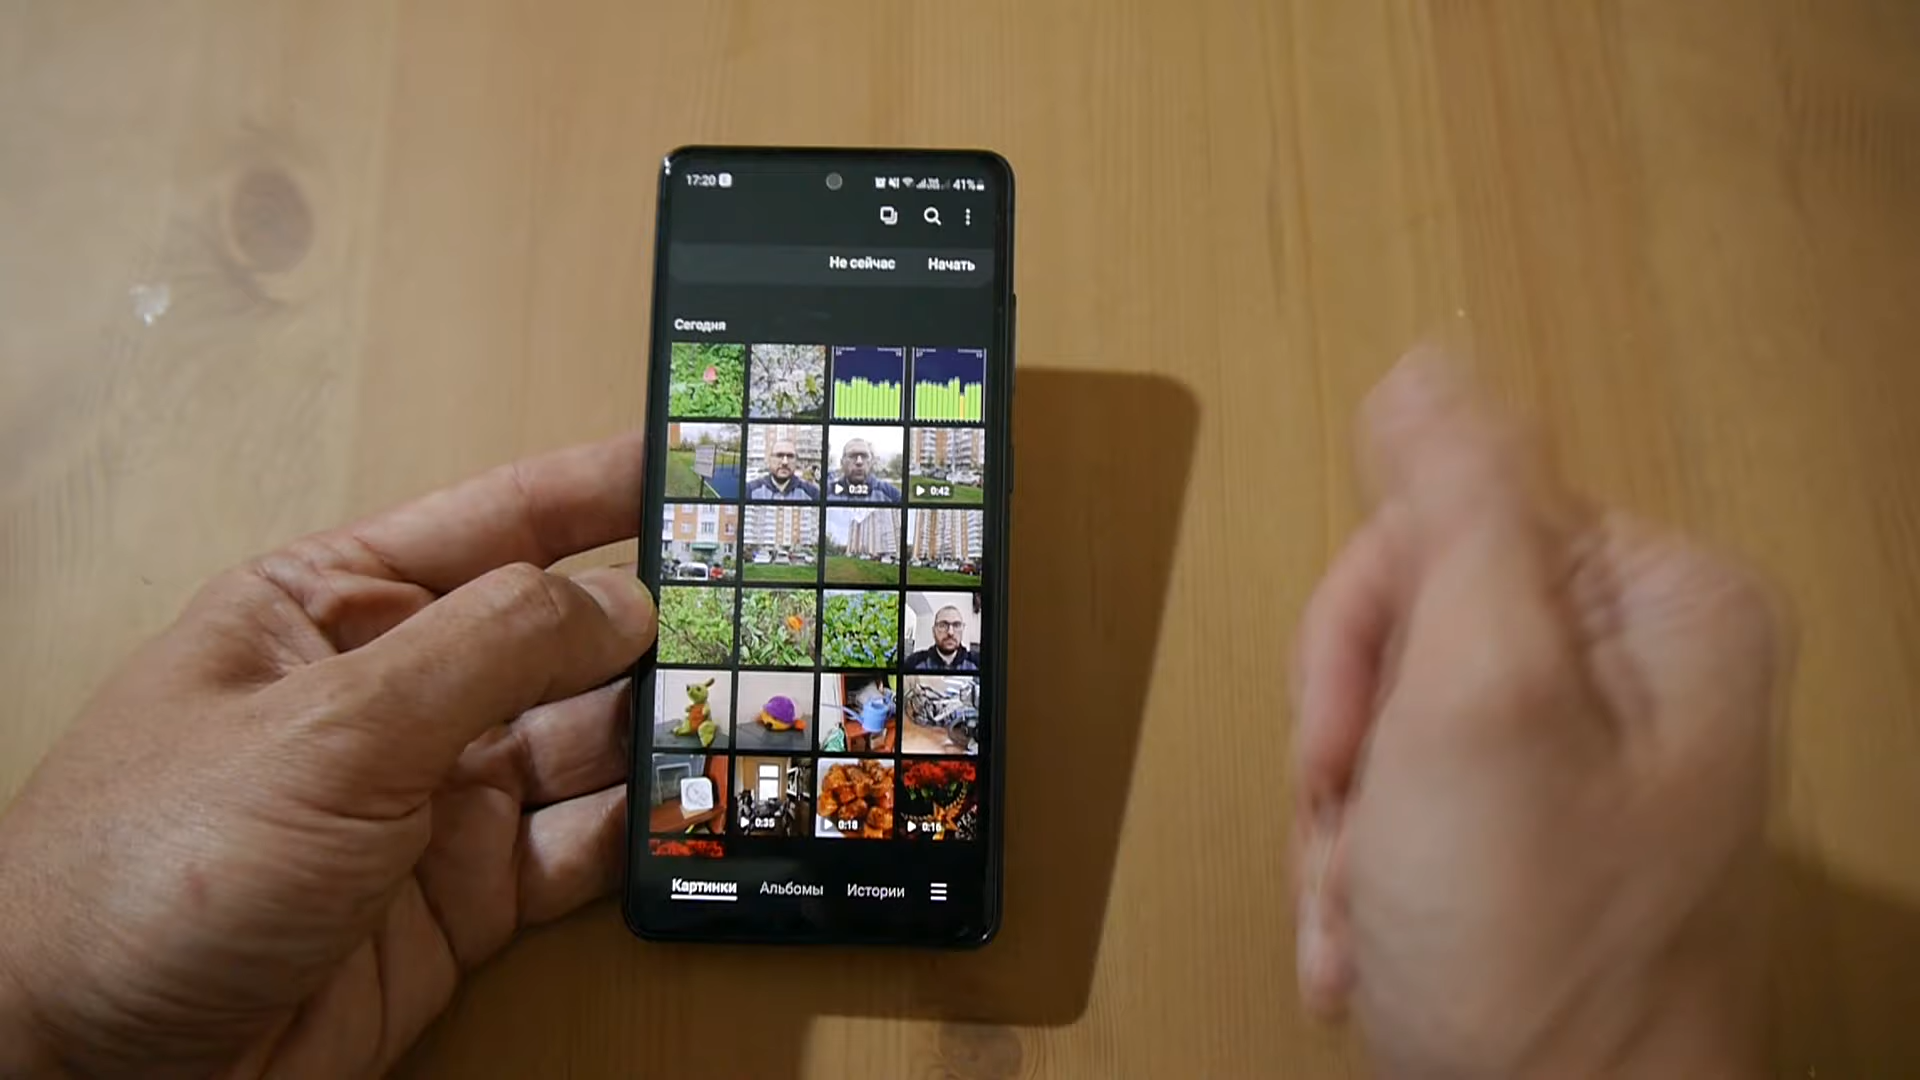 17:20 41%
Не сейчас Начать
Сегодня
0:32 0:42
0:35 0:18 0:16
Картинки Альбомы Истории